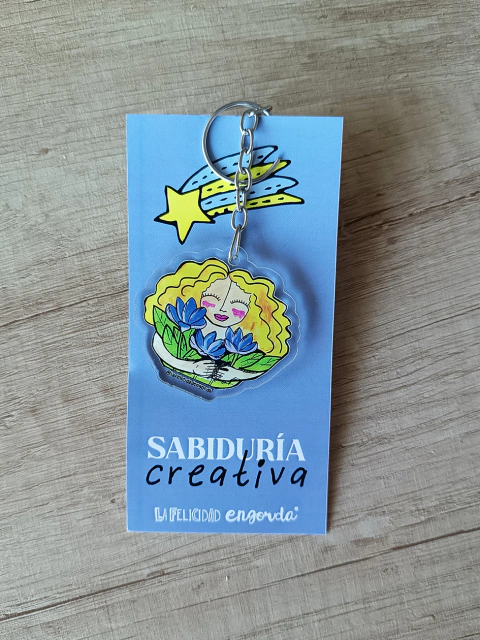 SABIDURÍA
creativa
LA FELICIDAD engorda